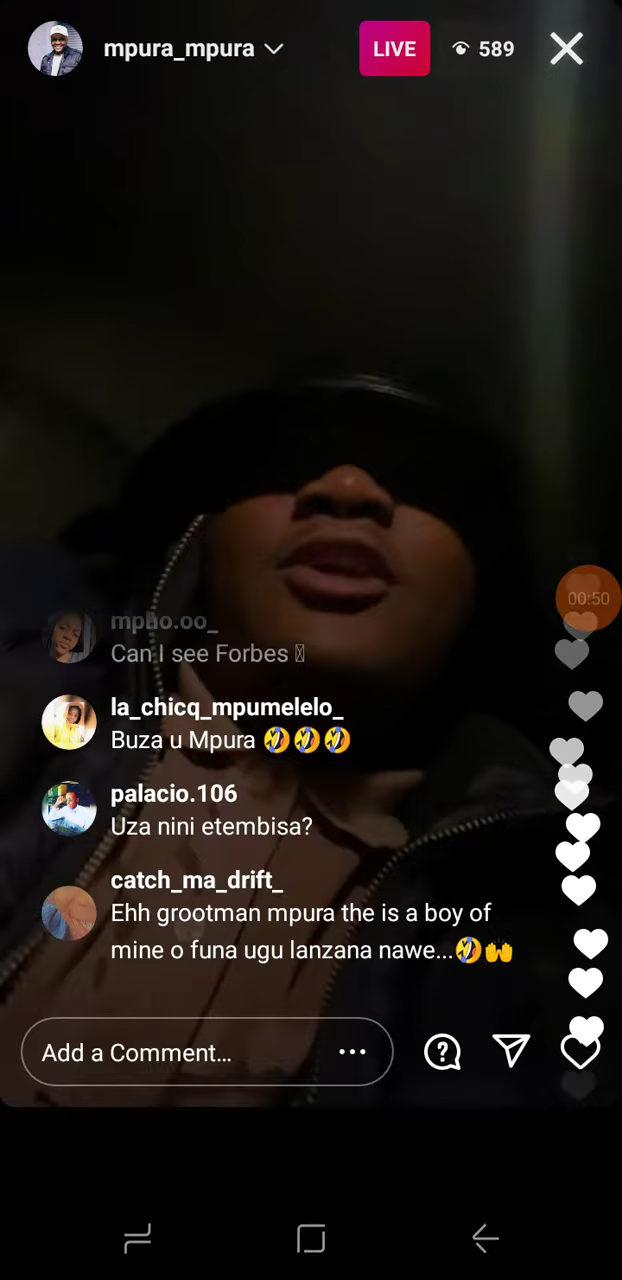 mpura_mpura
LIVE
589
00:50
mpho.oo_
Can I see Forbes
la_chicq_mpumelelo_
Buza u Mpura 🤣🤣🤣
palacio.106
Uza nini etembisa?
catch_ma_drift_
Ehh grootman mpura the is a boy of
mine o funa ugu lanzana nawe...🤣🙌
Add a Comment...